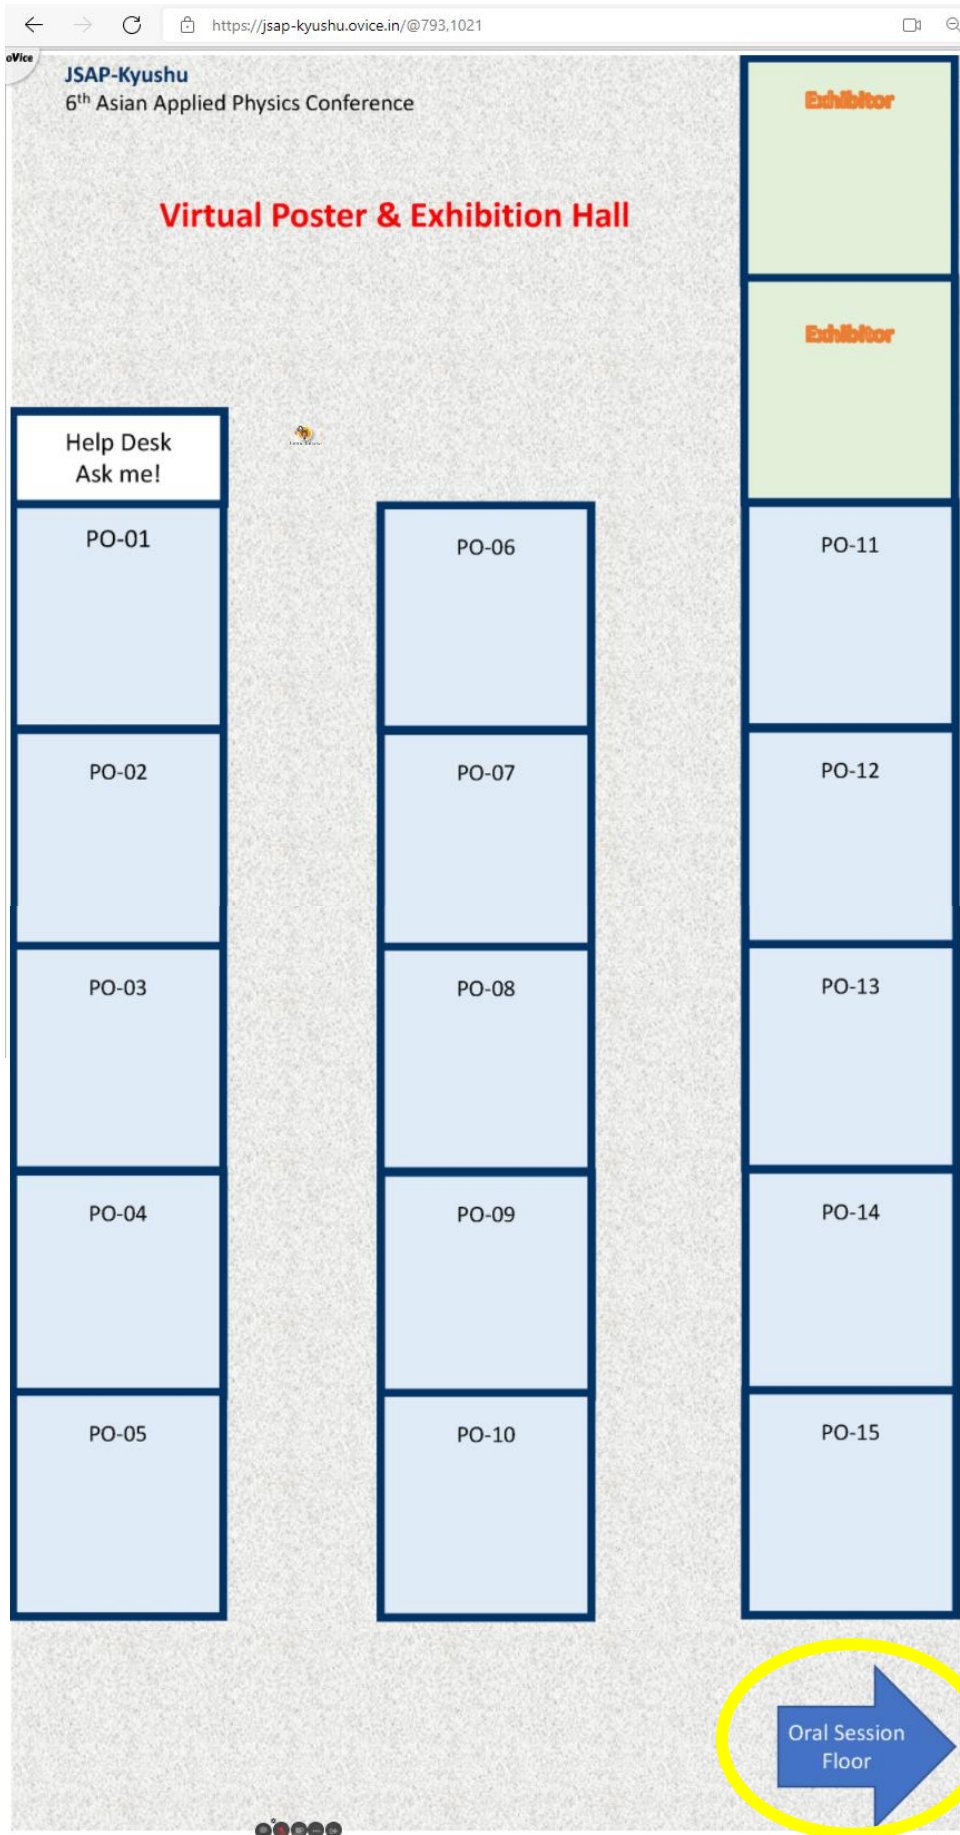 https://jsap-kyushu.ovice.in/@793,1021
oVice
JSAP-Kyushu
6th Asian Applied Physics Conference
Virtual Poster & Exhibition Hall
Exhibitor
Exhibitor
Help Desk
Ask me!
PO-01
PO-02
PO-03
PO-04
PO-05
PO-06
PO-07
PO-08
PO-09
PO-10
PO-11
PO-12
PO-13
PO-14
PO-15
Oral Session
Floor